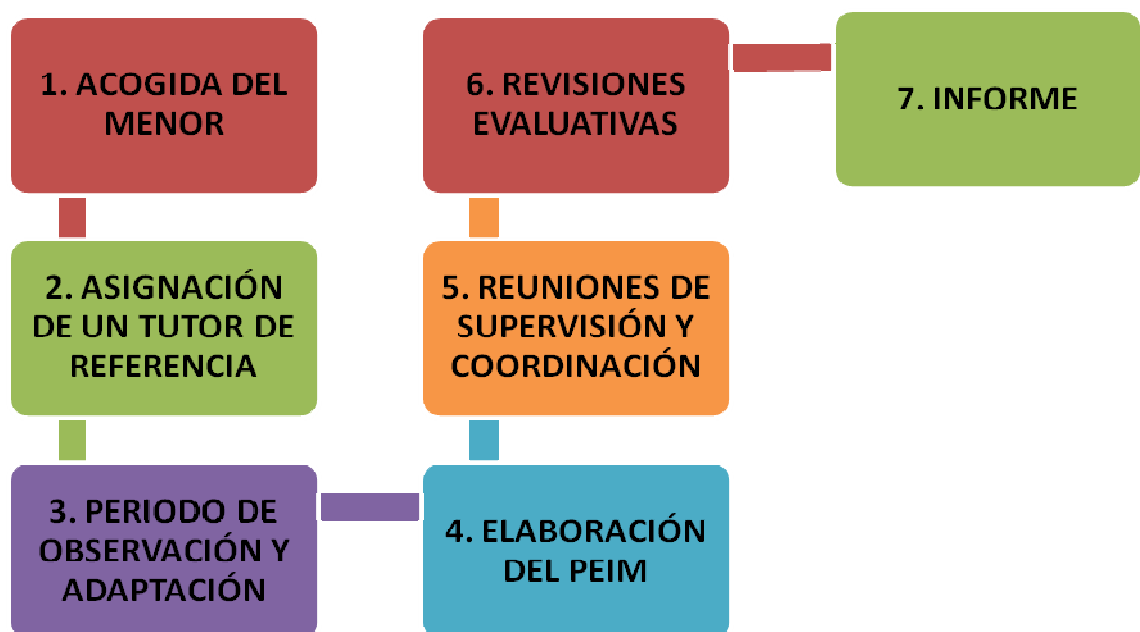 1. ACOGIDA DEL
MENOR
2. ASIGNACIÓN
DE UN TUTOR DE
REFERENCIA
3. PERIODO DE
OBSERVACIÓN Y
ADAPTACIÓN
4. ELABORACIÓN
DEL PEIM
5. REUNIONES DE
SUPERVISIÓN Y
COORDINACIÓN
6. REVISIONES
EVALUATIVAS
7. INFORME